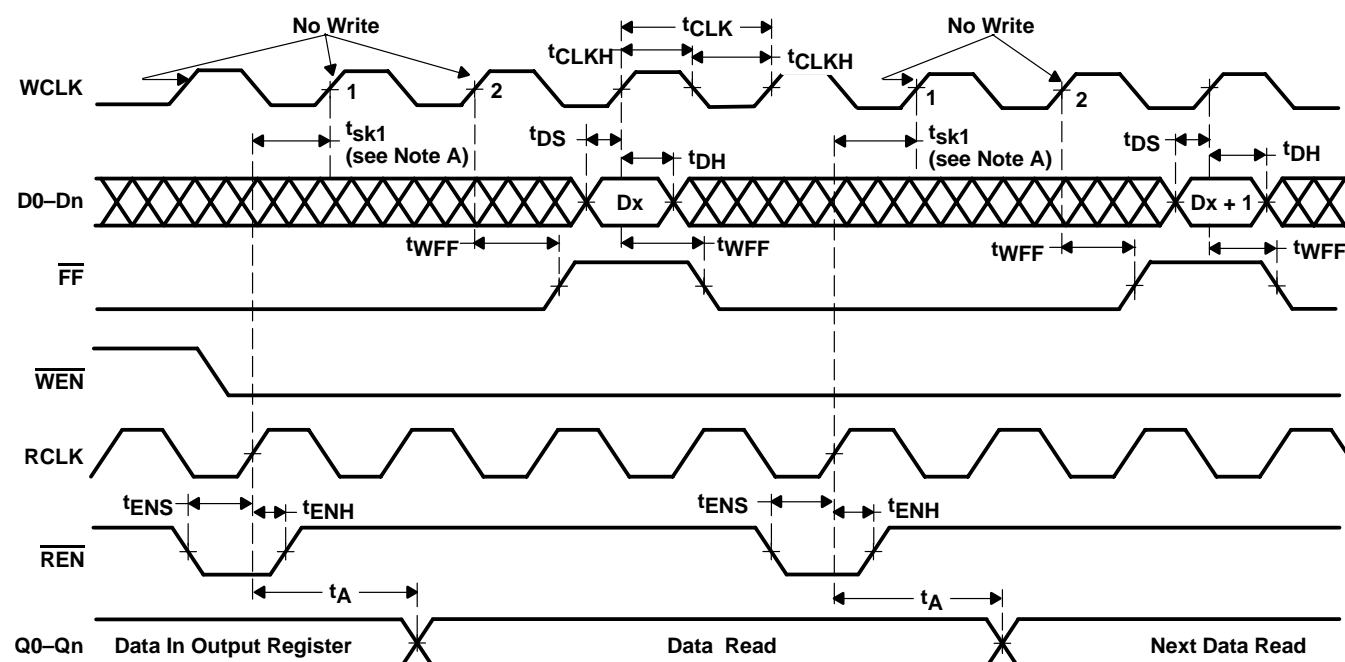 No Write
tCLK
No Write
tCLKH
tCLKH
WCLK
1
2
1
2
tsk1
(see Note A)
tDS
tDH
tsk1
(see Note A)
tDS
tDH
D0–Dn
Dx
Dx + 1
tWFF
tWFF
tWFF
tWFF
FF
WEN
RCLK
tENS
tENH
tENS
tENH
REN
tA
tA
Q0–Qn
Data In Output Register
Data Read
Next Data Read